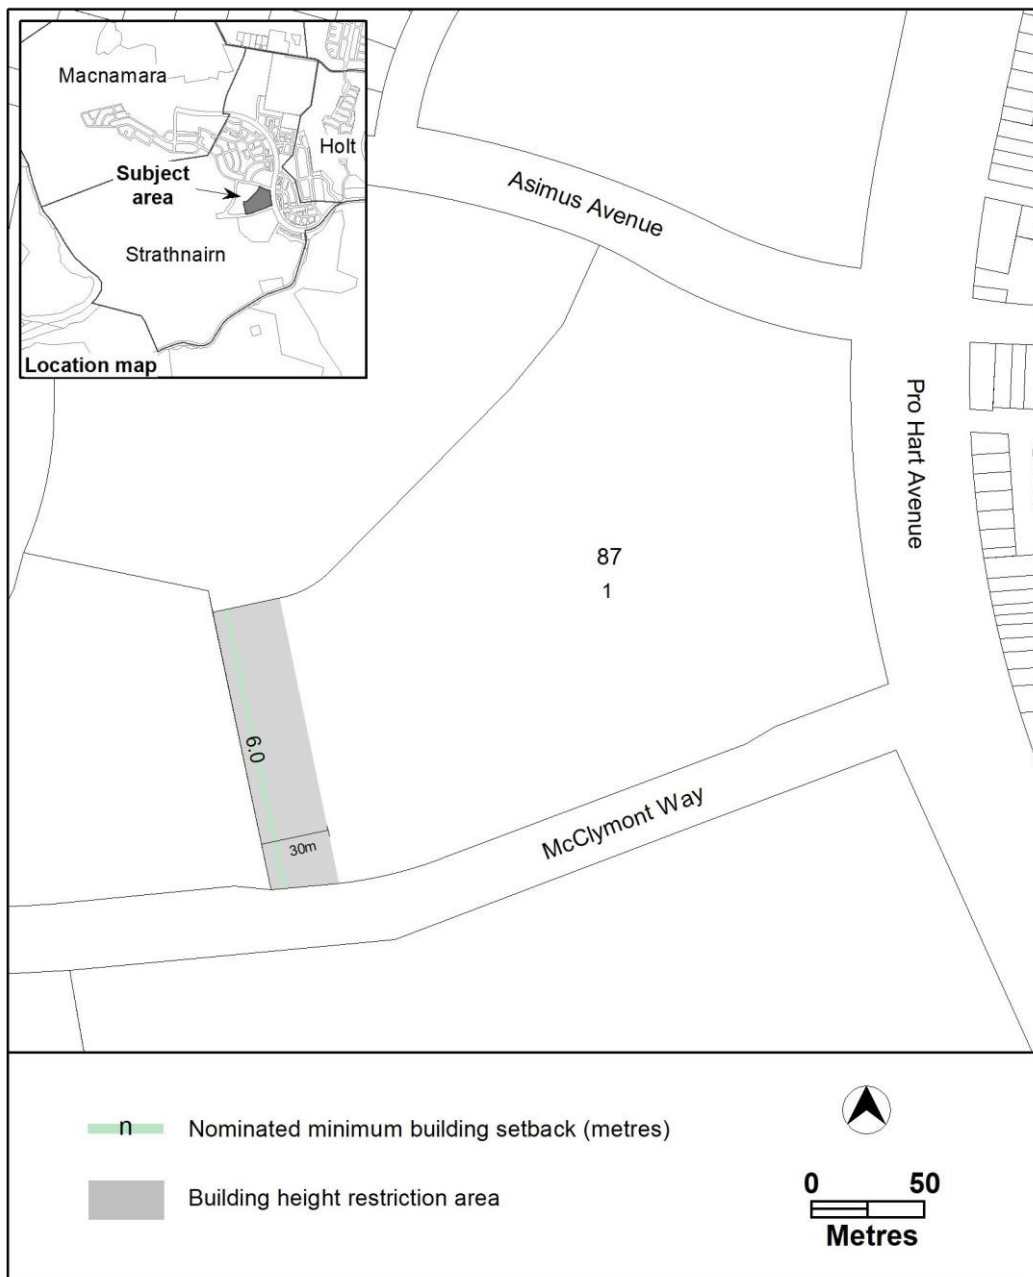 Macnamara
Holt
Subject
area
Strathnairn
Location map
Asimus Avenue
Pro Hart Avenue
87
1
6.0
30m
McClymont Way
n Nominated minimum building setback (metres)
Building height restriction area
0 50
Metres